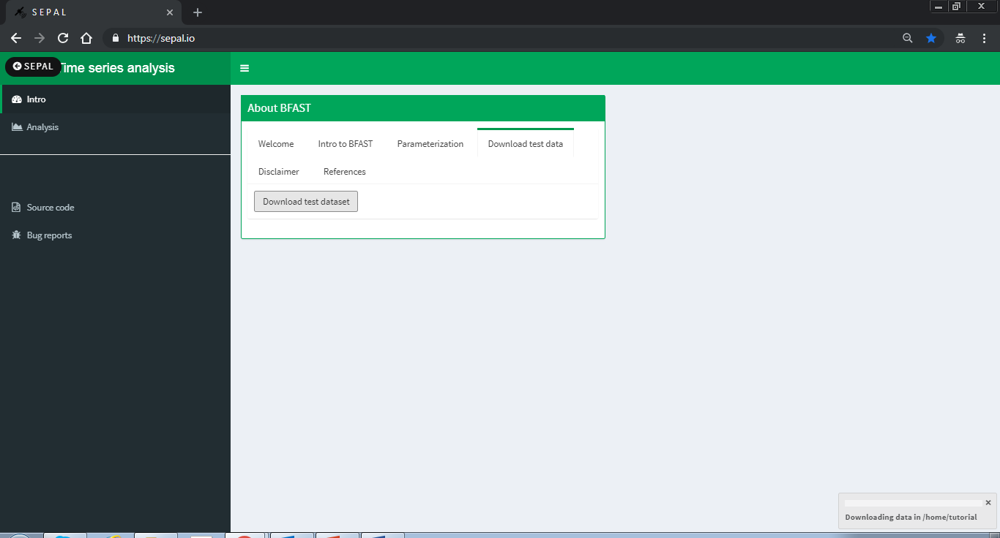 S E P A L
https://sepal.io
SEPAL Time series analysis
Intro
Analysis
Source code
Bug reports
About BFAST
Welcome Intro to BFAST Parameterization Download test data
Disclaimer References
Download test dataset
Downloading data in /home/tutorial